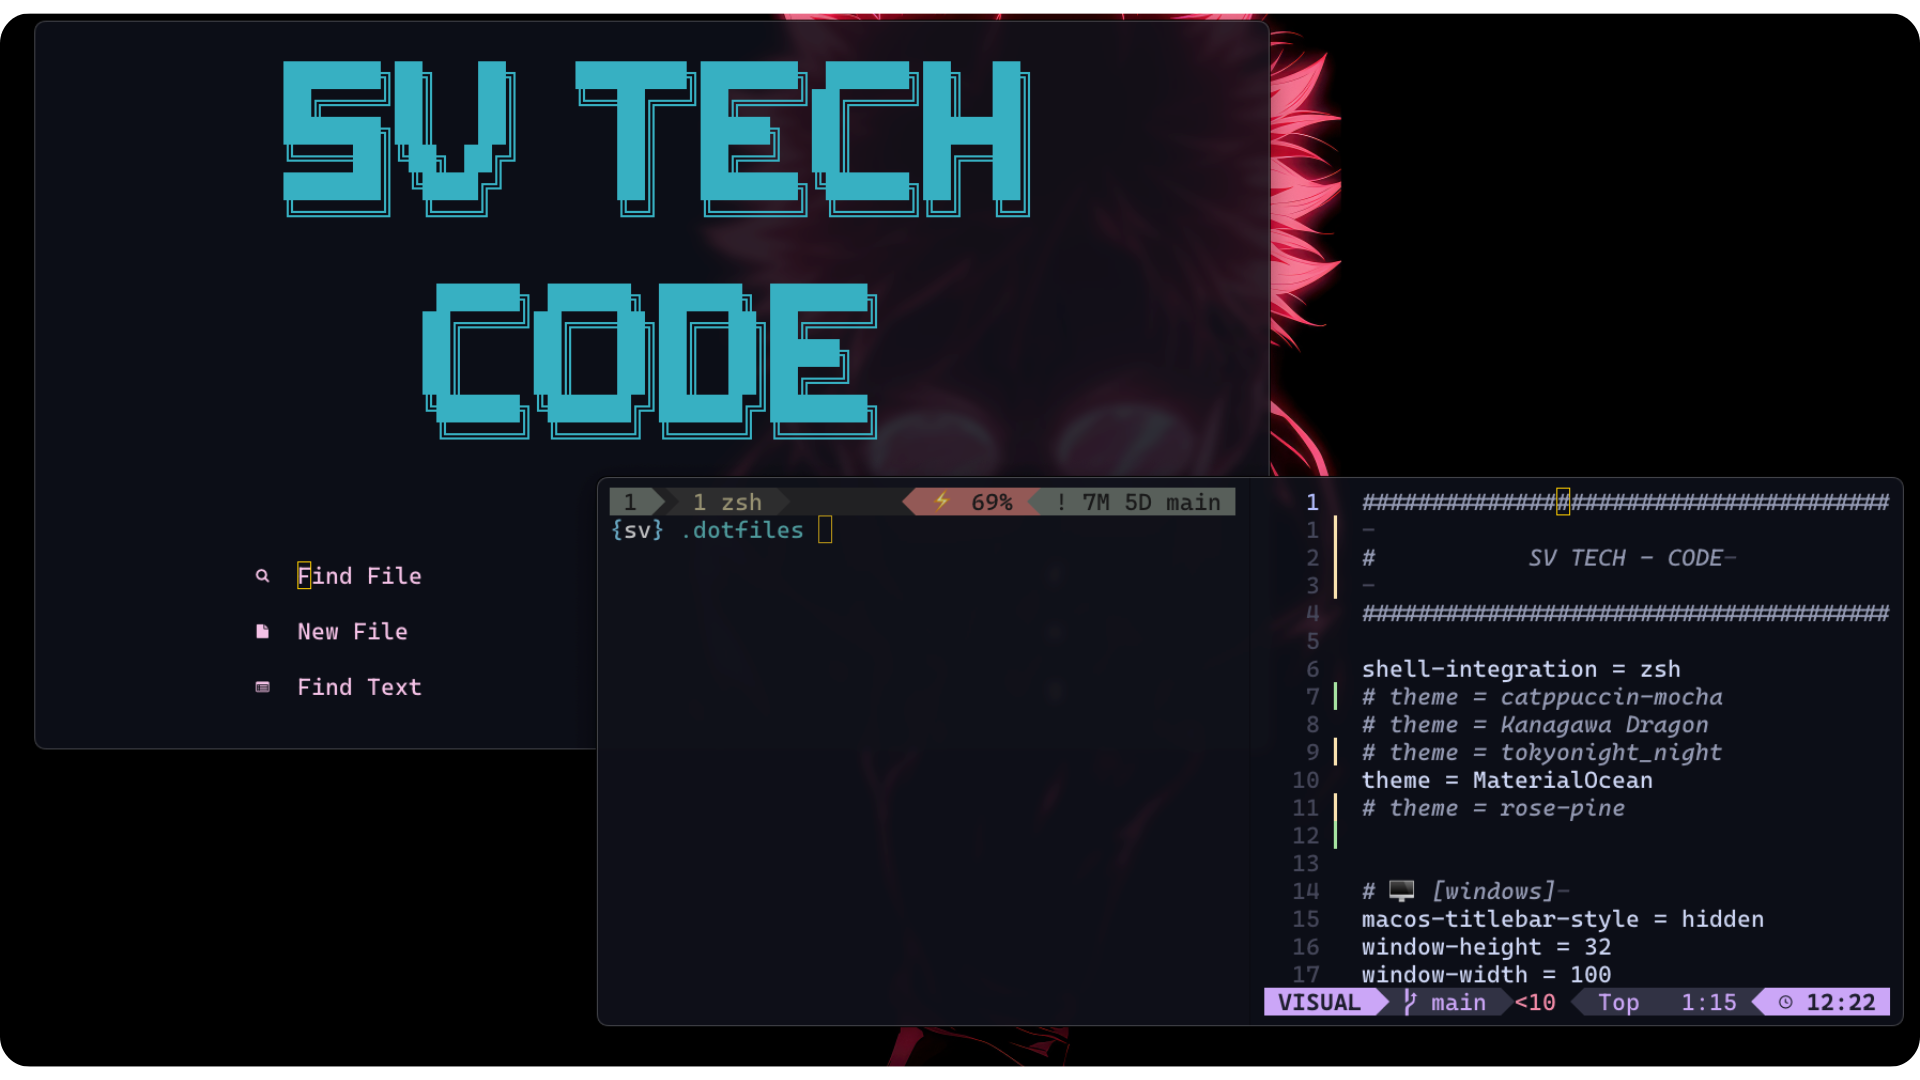 SV TECH
CODE
Find File
New File
Find Text
1 1 zsh ⚡ 69% ! 7M 5D main
{sv} .dotfiles
1 ######################################
1 -
2 # SV TECH - CODE-
3 -
4 ######################################
5
6 shell-integration = zsh
7 # theme = catppuccin-mocha
8 # theme = Kanagawa Dragon
9 # theme = tokyonight_night
10 theme = MaterialOcean
11 # theme = rose-pine
12
13
14 # 🖥️ [windows]-
15 macos-titlebar-style = hidden
16 window-height = 32
17 window-width = 100
VISUAL main <10 Top 1:15 12:22